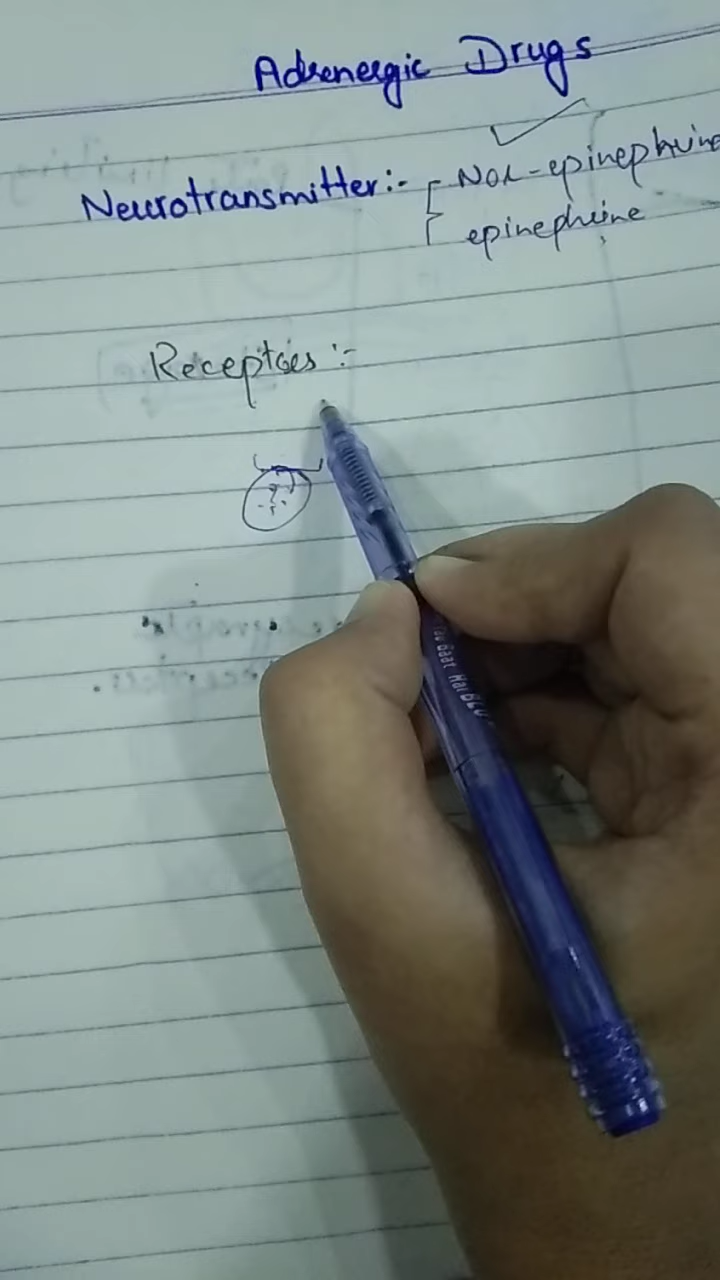 Adrenergic Drugs
Neurotransmitter:- Nor-epinephrine
epinephrine
Receptors :-